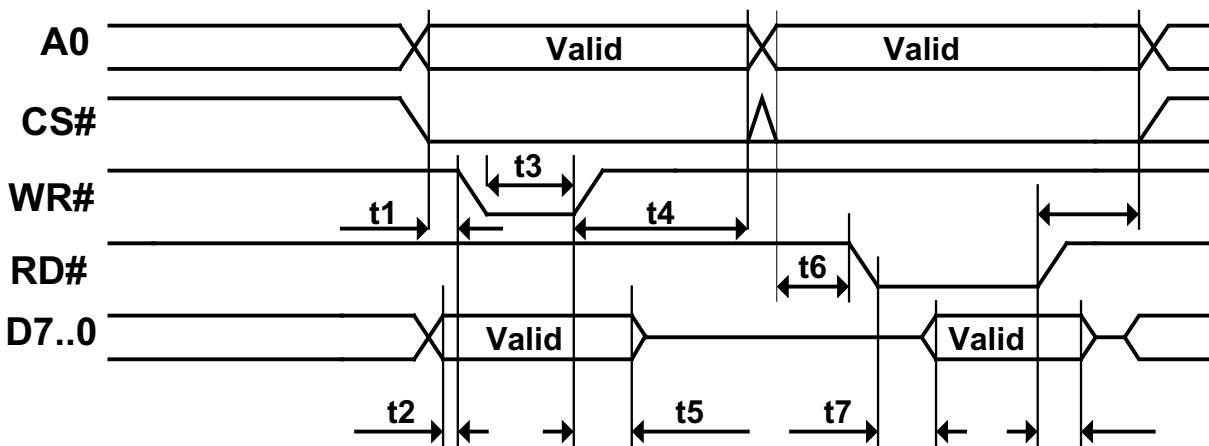 A0 Valid Valid
CS#
t3
WR#
t1 t4
RD#
t6
D7..0 Valid Valid
t2 t5 t7